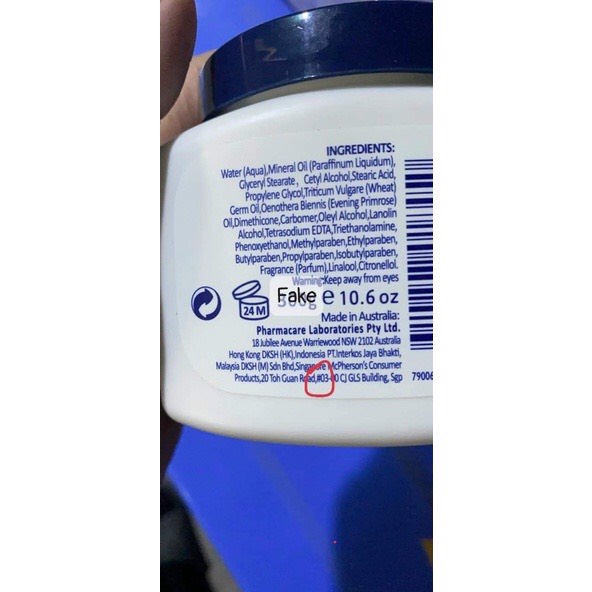 INGREDIENTS:
Water (Aqua),Mineral Oil (Paraffinum Liquidum),
Glyceryl Stearate, Cetyl Alcohol,Stearic Acid,
Propylene Glycol,Triticum Vulgare (Wheat)
Germ Oil,Oenothera Biennis (Evening Primrose)
Oil,Dimethicone,Carbomer,Oleyl Alcohol,Lanolin
Alcohol,Tetrasodium EDTA,Triethanolamine,
Phenoxyethanol,Methylparaben,Ethylparaben,
Butylparaben,Propylparaben,Isobutylparaben,
Fragrance (Parfum),Linalool,Citronellol.
Warning:Keep away from eyes
24 M
Fake
300g e 10.6 oz
Made in Australia:
Pharmacare Laboratories Pty Ltd.
18 Jubilee Avenue Warriewood NSW 2102 Australia
Hong Kong DKSH (HK),Indonesia PT.Interkos Jaya Bhakti,
Malaysia DKSH (M) Sdn Bhd,Singapore McPherson's Consumer
Products,20 Toh Guan Road,#03-00 CJ GLS Building, Sgp
79006